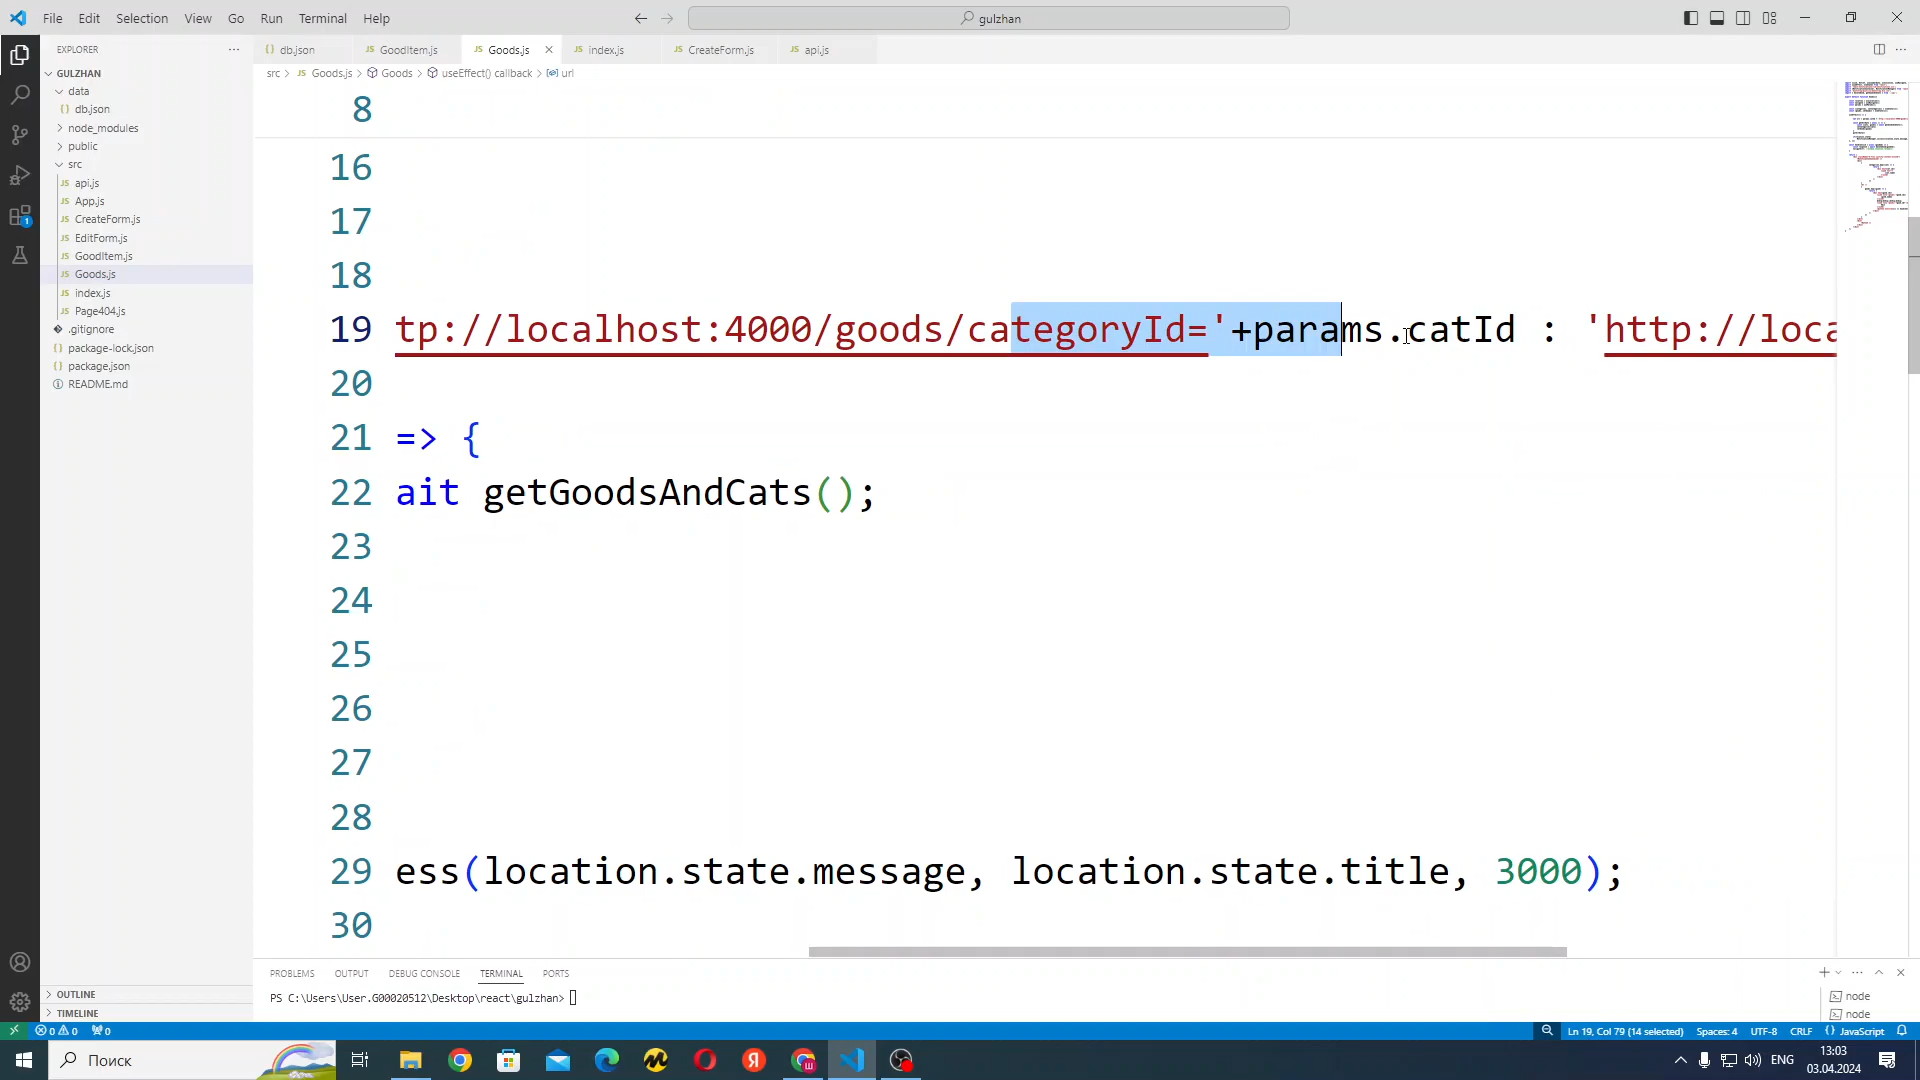 File Edit Selection View Go Run Terminal Help
gulzhan
EXPLORER
db.json
GoodItem.js
Goods.js
index.js
CreateForm.js
api.js
src > JS Goods.js > Goods > useEffect() callback > url
GULZHAN
data
db.json
node_modules
public
src
api.js
App.js
CreateForm.js
EditForm.js
GoodItem.js
Goods.js
index.js
Page404.js
.gitignore
package-lock.json
package.json
README.md
OUTLINE
TIMELINE
8
16
17
18
19 tp://localhost:4000/goods/categoryId='+params.catId : 'http://loca
20
21 => {
22 ait getGoodsAndCats();
23
24
25
26
27
28
29 ess(location.state.message, location.state.title, 3000);
30
PROBLEMS OUTPUT DEBUG CONSOLE TERMINAL PORTS
PS C:\Users\User.G00020512\Desktop\react\gulzhan>
node
node
0 0 0
Ln 19, Col 79 (14 selected) Spaces: 4 UTF-8 CRLF {} JavaScript
Поиск
ENG
13:03
03.04.2024